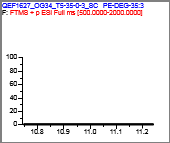 QEF1627_OG34_T5-35-0-3_SC PE-DEG-35:3
F: FTMS + p ESI Full ms [500.0000-2000.0000]
100
80
60
40
20
0
10.8 10.9 11.0 11.1 11.2